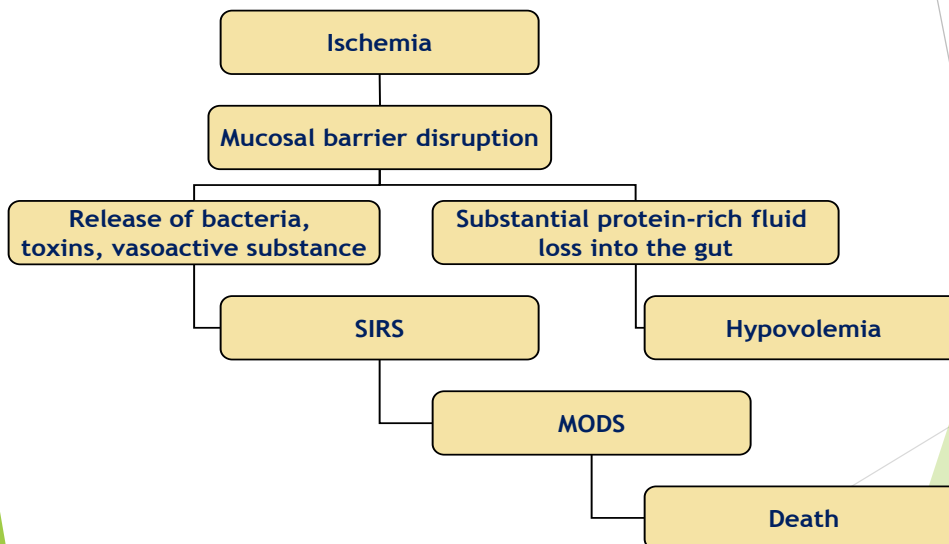 Ischemia
Mucosal barrier disruption
Release of bacteria,
toxins, vasoactive substance
Substantial protein-rich fluid
loss into the gut
SIRS
Hypovolemia
MODS
Death